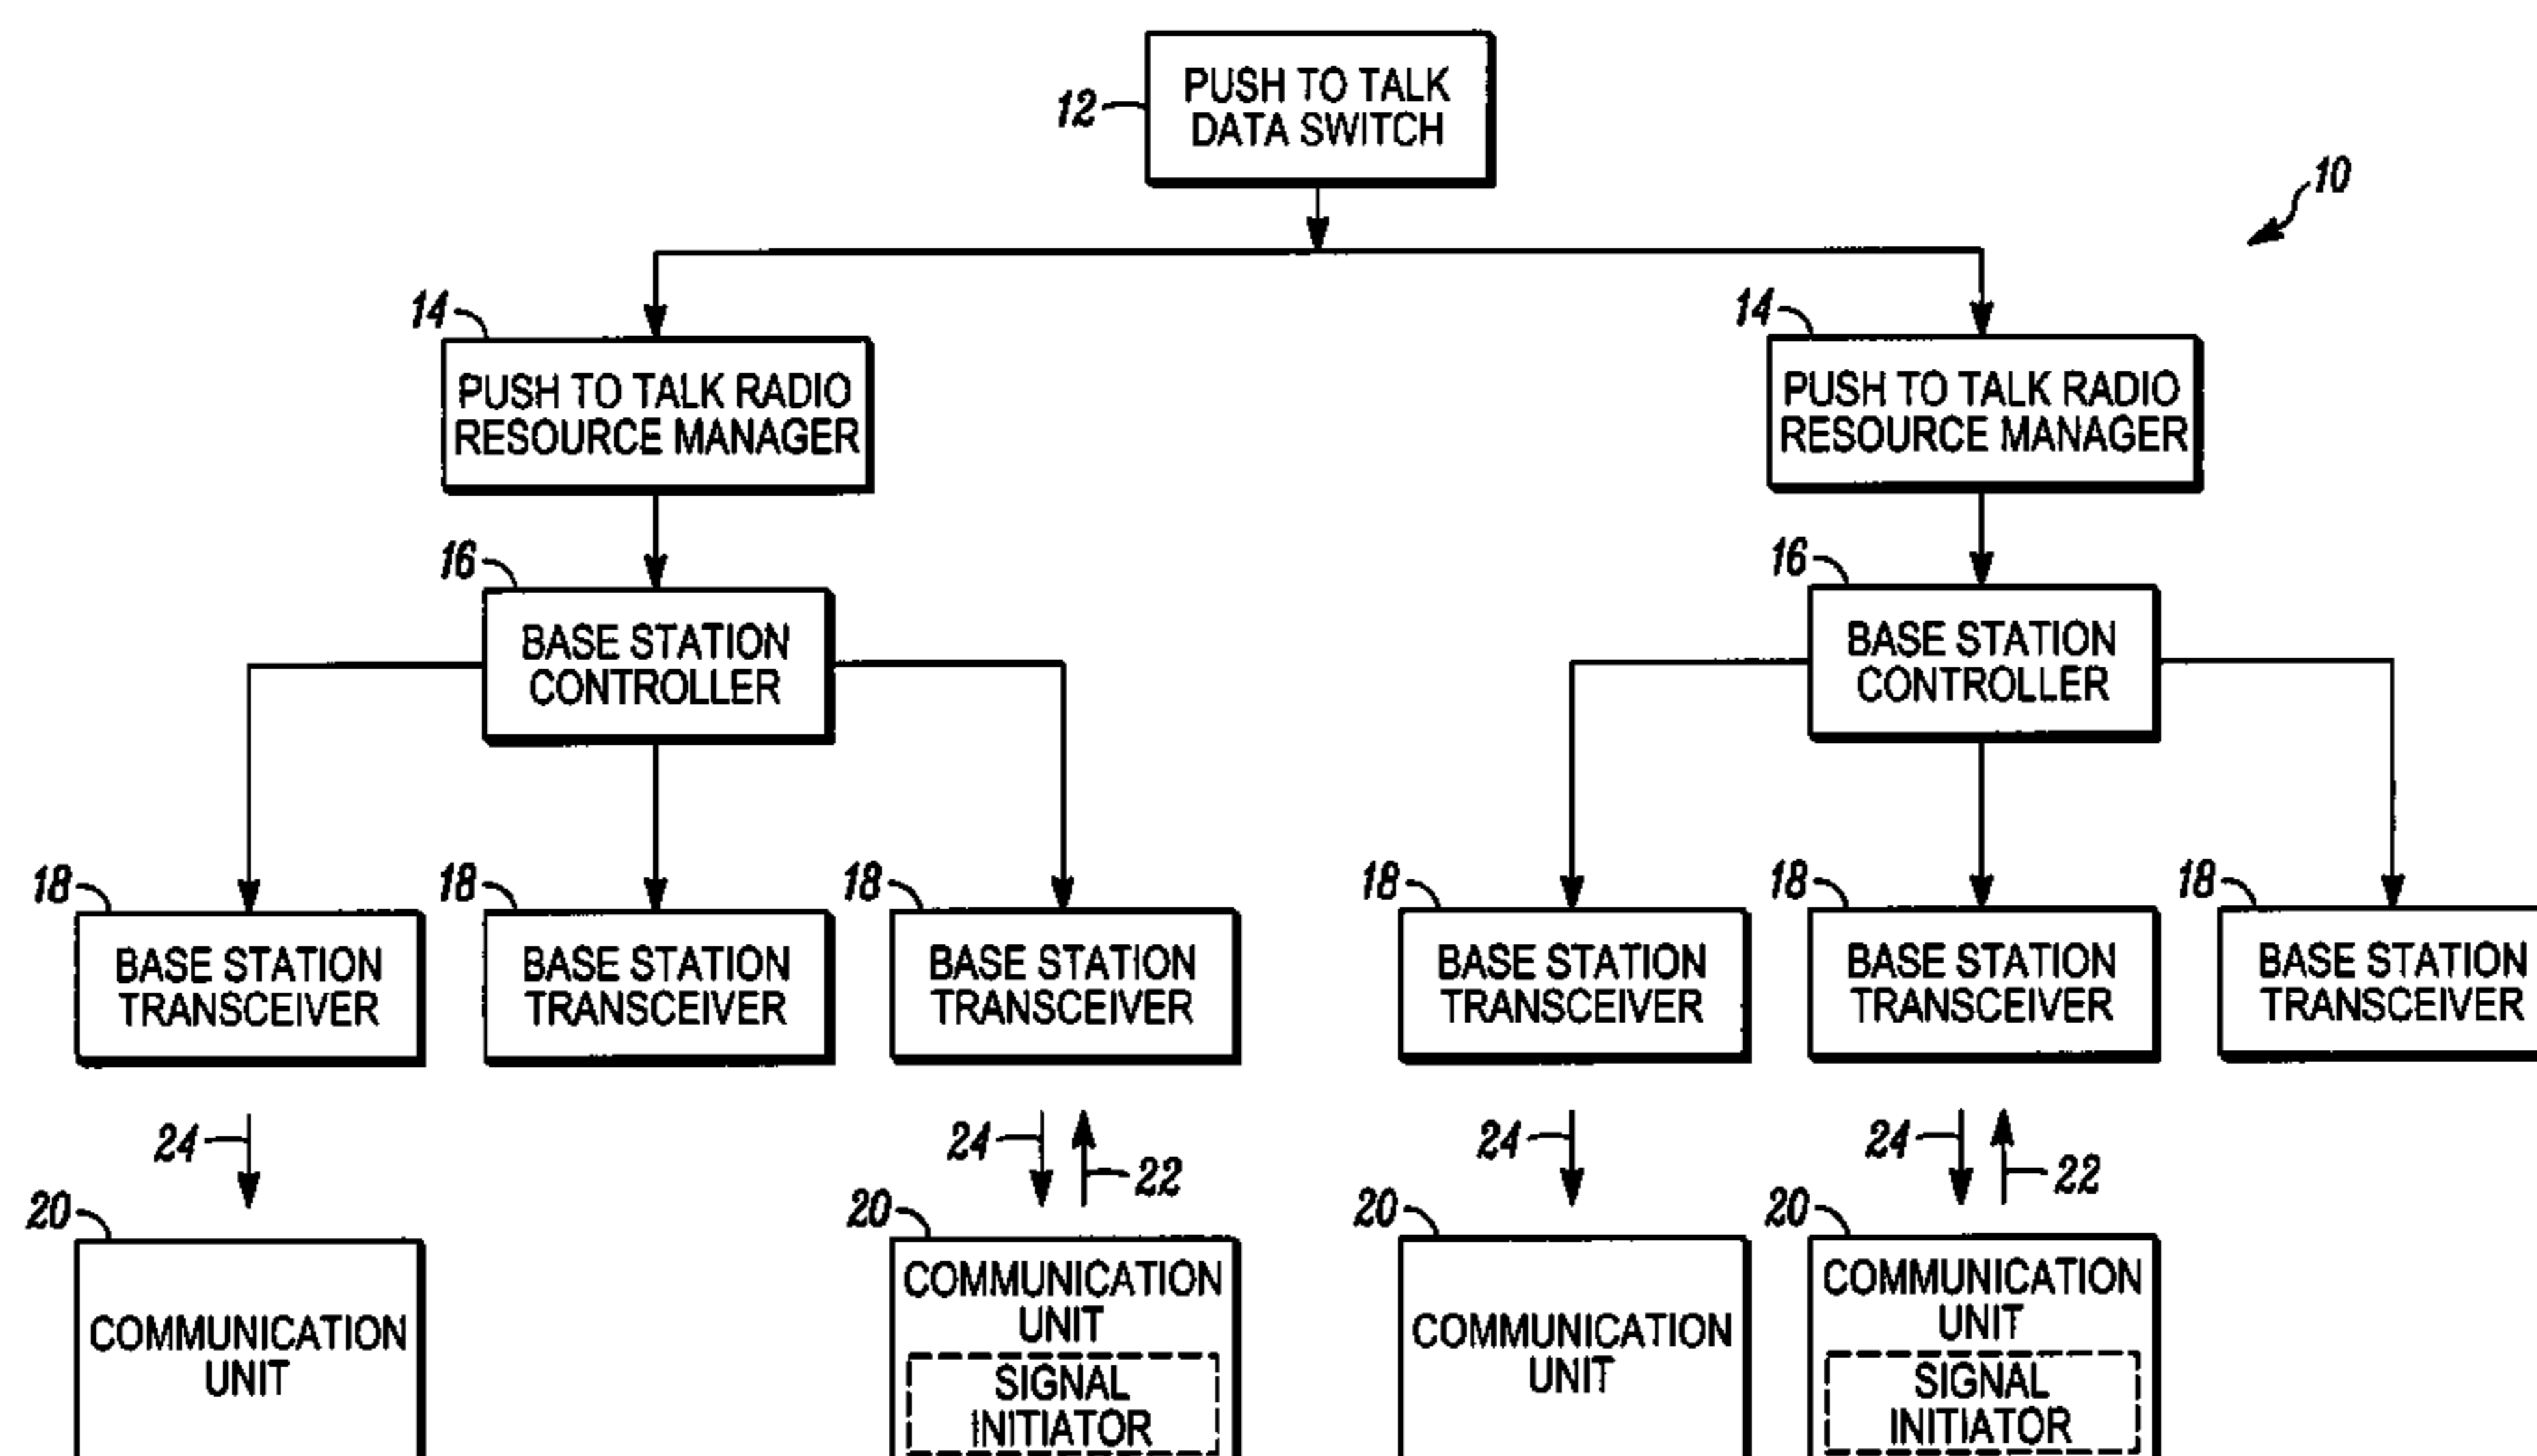 12
PUSH TO TALK
DATA SWITCH
10
14
PUSH TO TALK RADIO
RESOURCE MANAGER
14
PUSH TO TALK RADIO
RESOURCE MANAGER
16
BASE STATION
CONTROLLER
16
BASE STATION
CONTROLLER
18
BASE STATION
TRANSCEIVER
18
BASE STATION
TRANSCEIVER
18
BASE STATION
TRANSCEIVER
18
BASE STATION
TRANSCEIVER
18
BASE STATION
TRANSCEIVER
18
BASE STATION
TRANSCEIVER
24
24
22
24
24
22
20
COMMUNICATION
UNIT
20
COMMUNICATION
UNIT
SIGNAL
INITIATOR
20
COMMUNICATION
UNIT
20
COMMUNICATION
UNIT
SIGNAL
INITIATOR